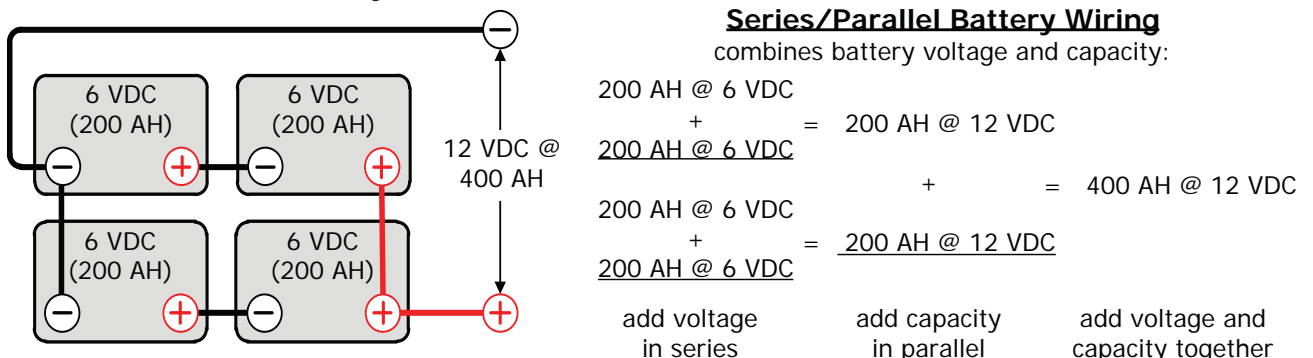 6 VDC
(200 AH)
6 VDC
(200 AH)
12 VDC @
400 AH
6 VDC
(200 AH)
6 VDC
(200 AH)
Series/Parallel Battery Wiring
combines battery voltage and capacity:
200 AH @ 6 VDC
+ = 200 AH @ 12 VDC
200 AH @ 6 VDC
+ = 400 AH @ 12 VDC
200 AH @ 6 VDC
+ = 200 AH @ 12 VDC
200 AH @ 6 VDC
add voltage
in series
add capacity
in parallel
add voltage and
capacity together